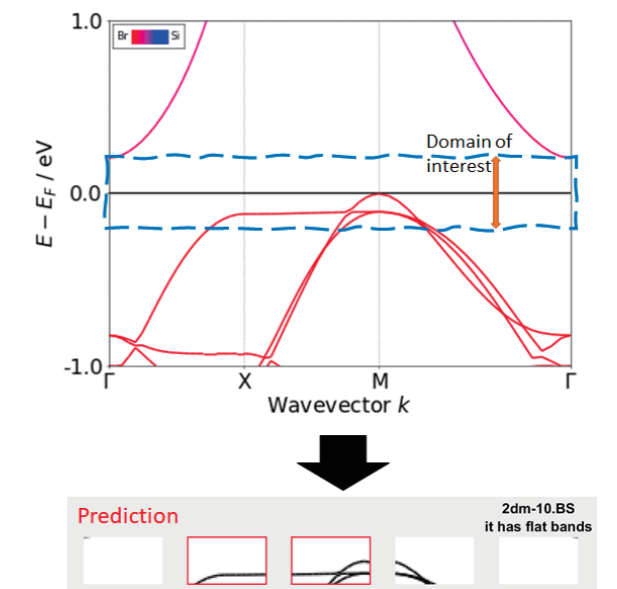 1.0
Br Si
Domain of
interest
0.0
E − E_F / eV
-1.0
Γ X M Γ
Wavevector k
Prediction
2dm-10.BS
it has flat bands